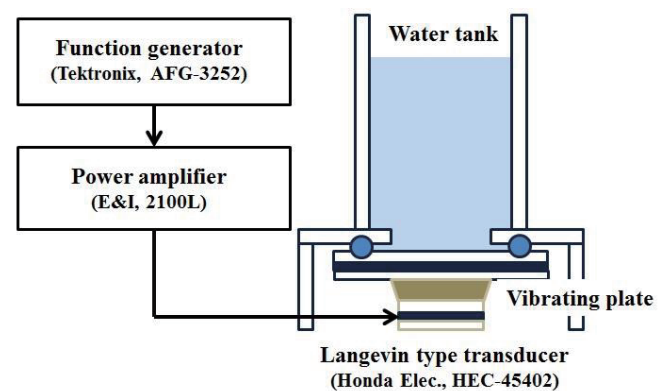 Function generator
(Tektronix, AFG-3252)
Power amplifier
(E&I, 2100L)
Water tank
Vibrating plate
Langevin type transducer
(Honda Elec., HEC-45402)